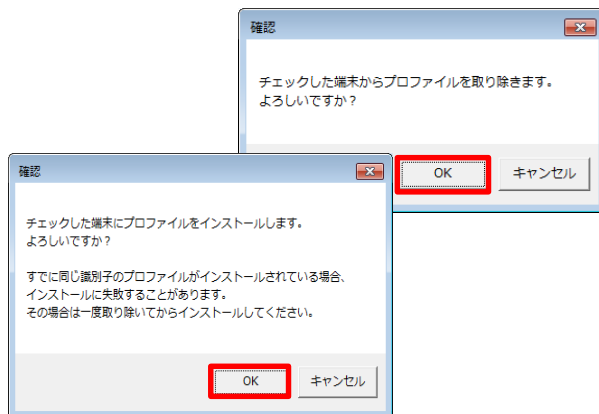 確認
チェックした端末からプロファイルを取り除きます。
よろしいですか？
OK
キャンセル
確認
チェックした端末にプロファイルをインストールします。
よろしいですか？
すでに同じ識別子のプロファイルがインストールされている場合、
インストールに失敗することがあります。
その場合は一度取り除いてからインストールしてください。
OK
キャンセル